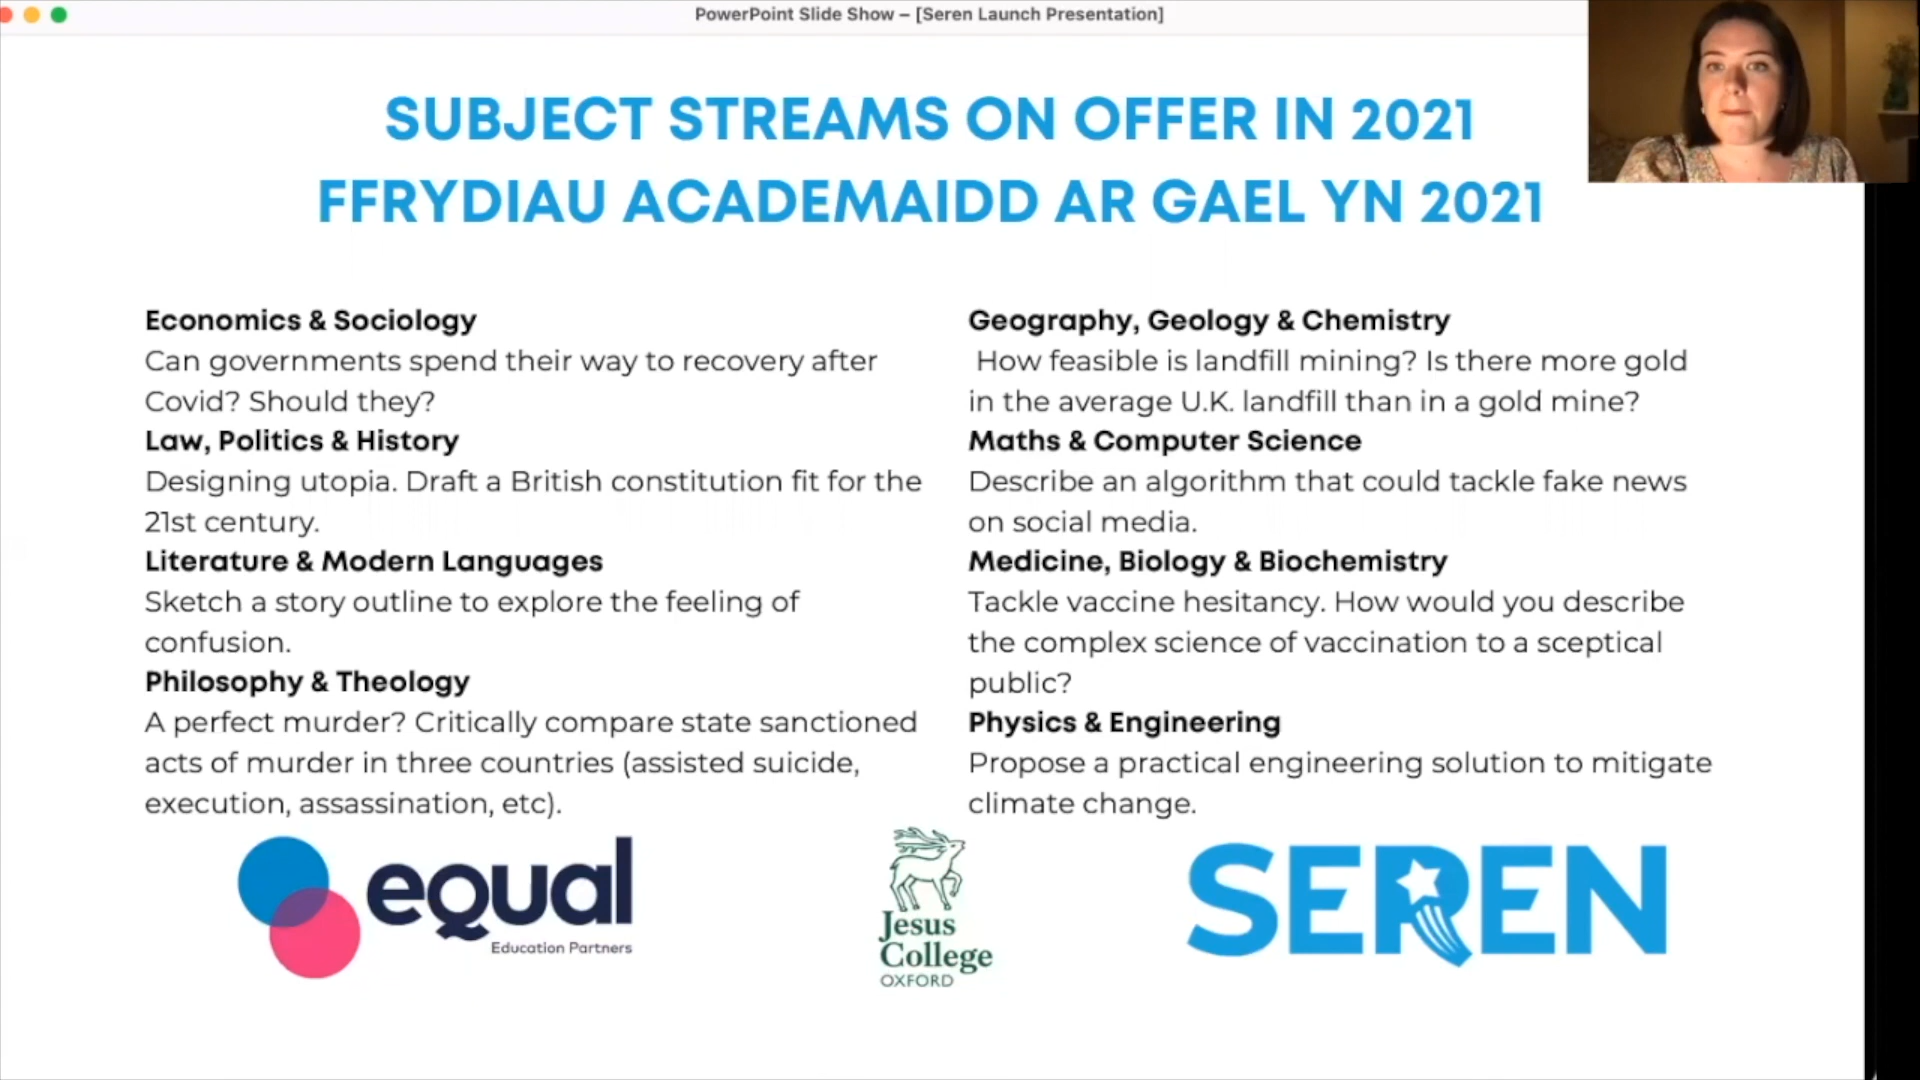 PowerPoint Slide Show – [Seren Launch Presentation]
SUBJECT STREAMS ON OFFER IN 2021
FFRYDIAU ACADEMAIDD AR GAEL YN 2021
Economics & Sociology
Can governments spend their way to recovery after
Covid? Should they?
Law, Politics & History
Designing utopia. Draft a British constitution fit for the
21st century.
Literature & Modern Languages
Sketch a story outline to explore the feeling of
confusion.
Philosophy & Theology
A perfect murder? Critically compare state sanctioned
acts of murder in three countries (assisted suicide,
execution, assassination, etc).
Geography, Geology & Chemistry
How feasible is landfill mining? Is there more gold
in the average U.K. landfill than in a gold mine?
Maths & Computer Science
Describe an algorithm that could tackle fake news
on social media.
Medicine, Biology & Biochemistry
Tackle vaccine hesitancy. How would you describe
the complex science of vaccination to a sceptical
public?
Physics & Engineering
Propose a practical engineering solution to mitigate
climate change.
equal
Education Partners
Jesus
College
OXFORD
SEREN